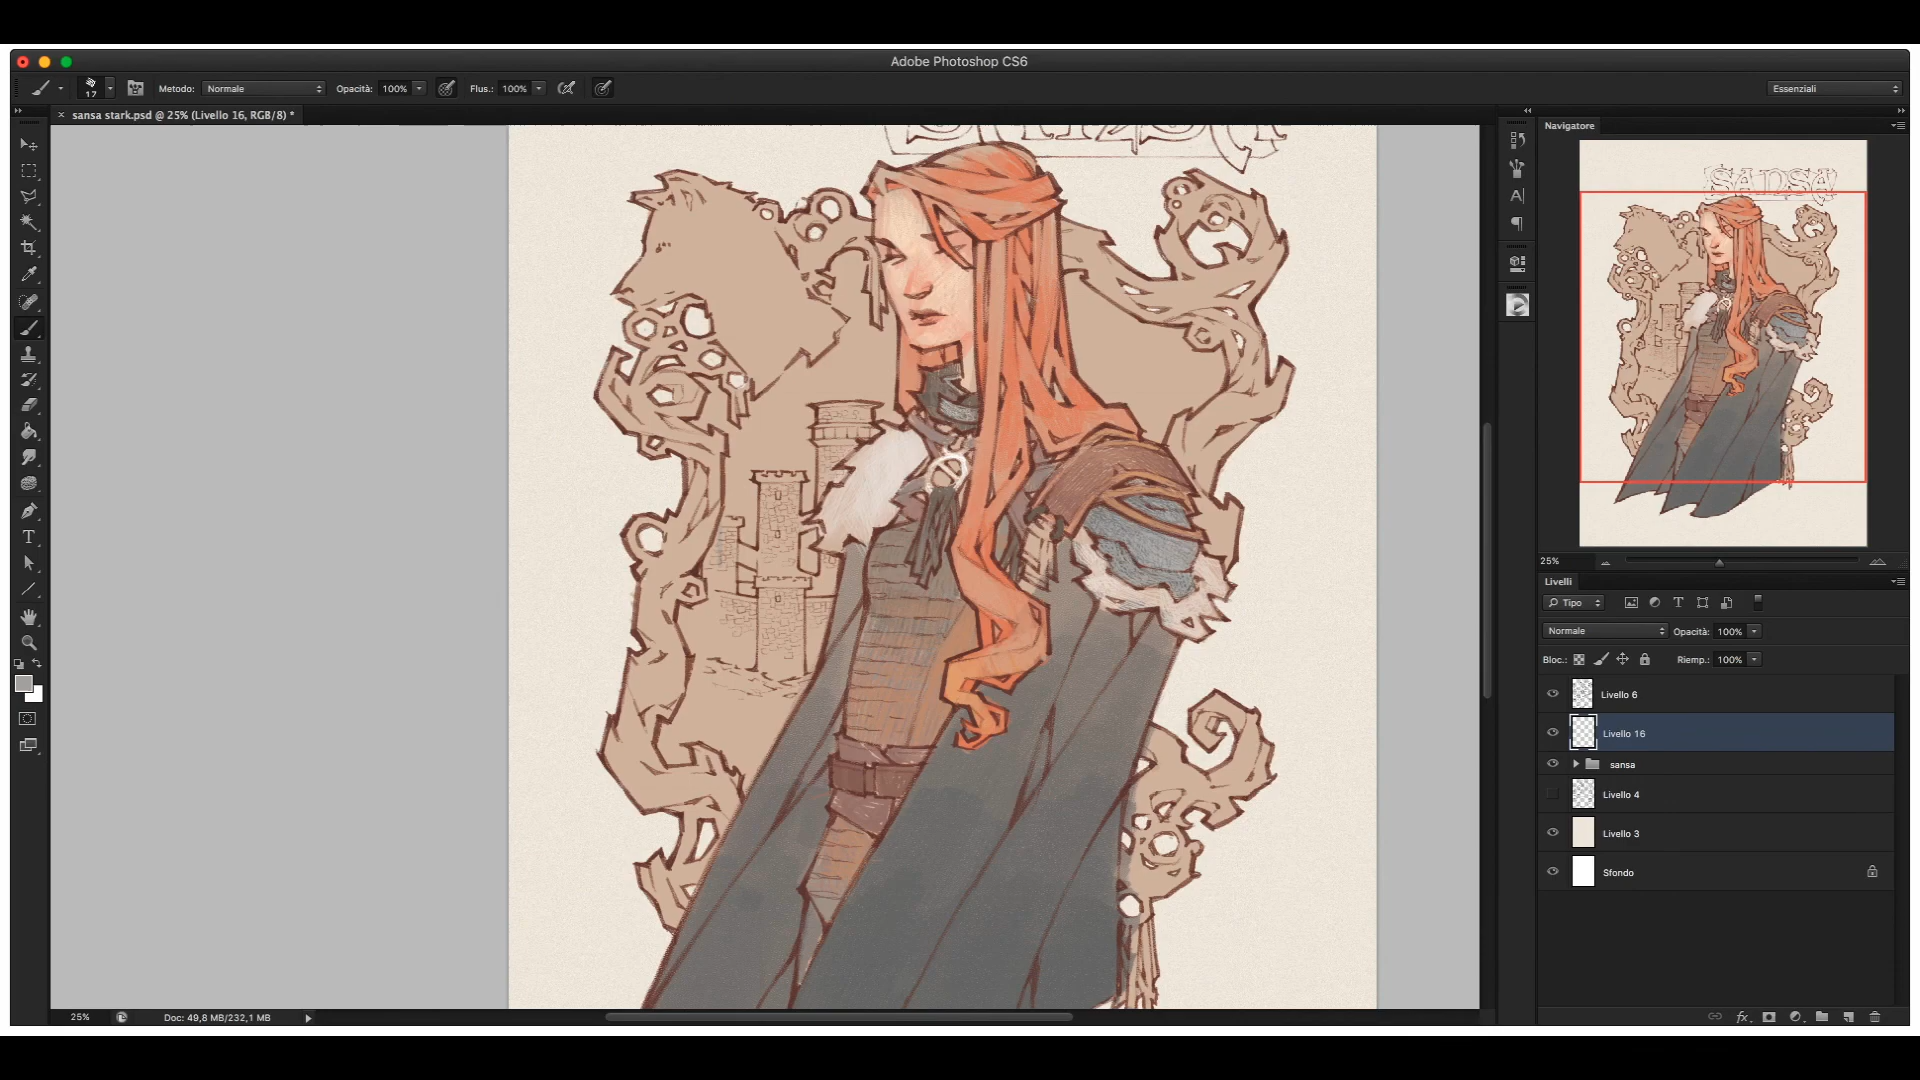 Adobe Photoshop CS6
17 Metodo: Normale Opacità: 100% Flus.: 100% Essenziali
sansa stark.psd @ 25% (Livello 16, RGB/8) *
Navigatore
SANSA
25%
Livelli
Tipo
Normale Opacità: 100%
Bloc.: Riemp.: 100%
Livello 6
Livello 16
sansa
Livello 4
Livello 3
Sfondo
25% Doc: 49,8 MB/232,1 MB